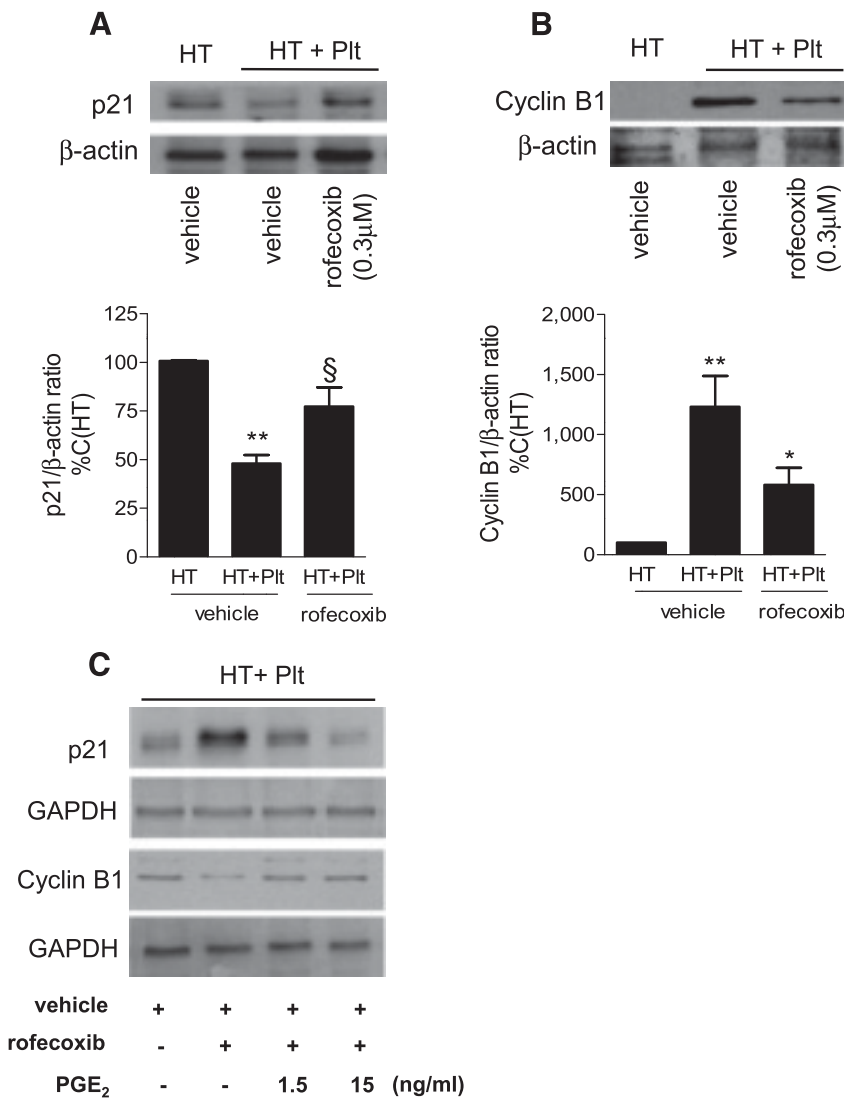 A
HT
HT + Plt
p21
β-actin
vehicle
vehicle
rofecoxib
(0.3μM)
125
100
75
50
25
0
p21/β-actin ratio
%C(HT)
**
§
HT
HT+Plt
HT+Plt
vehicle
rofecoxib
B
HT
HT + Plt
Cyclin B1
β-actin
vehicle
vehicle
rofecoxib
(0.3μM)
2,000
1,500
1,000
500
0
Cyclin B1/β-actin ratio
%C(HT)
**
*
HT
HT+Plt
HT+Plt
vehicle
rofecoxib
C
HT+ Plt
p21
GAPDH
Cyclin B1
GAPDH
vehicle + + + +
rofecoxib - + + +
PGE₂ - - 1.5 15 (ng/ml)